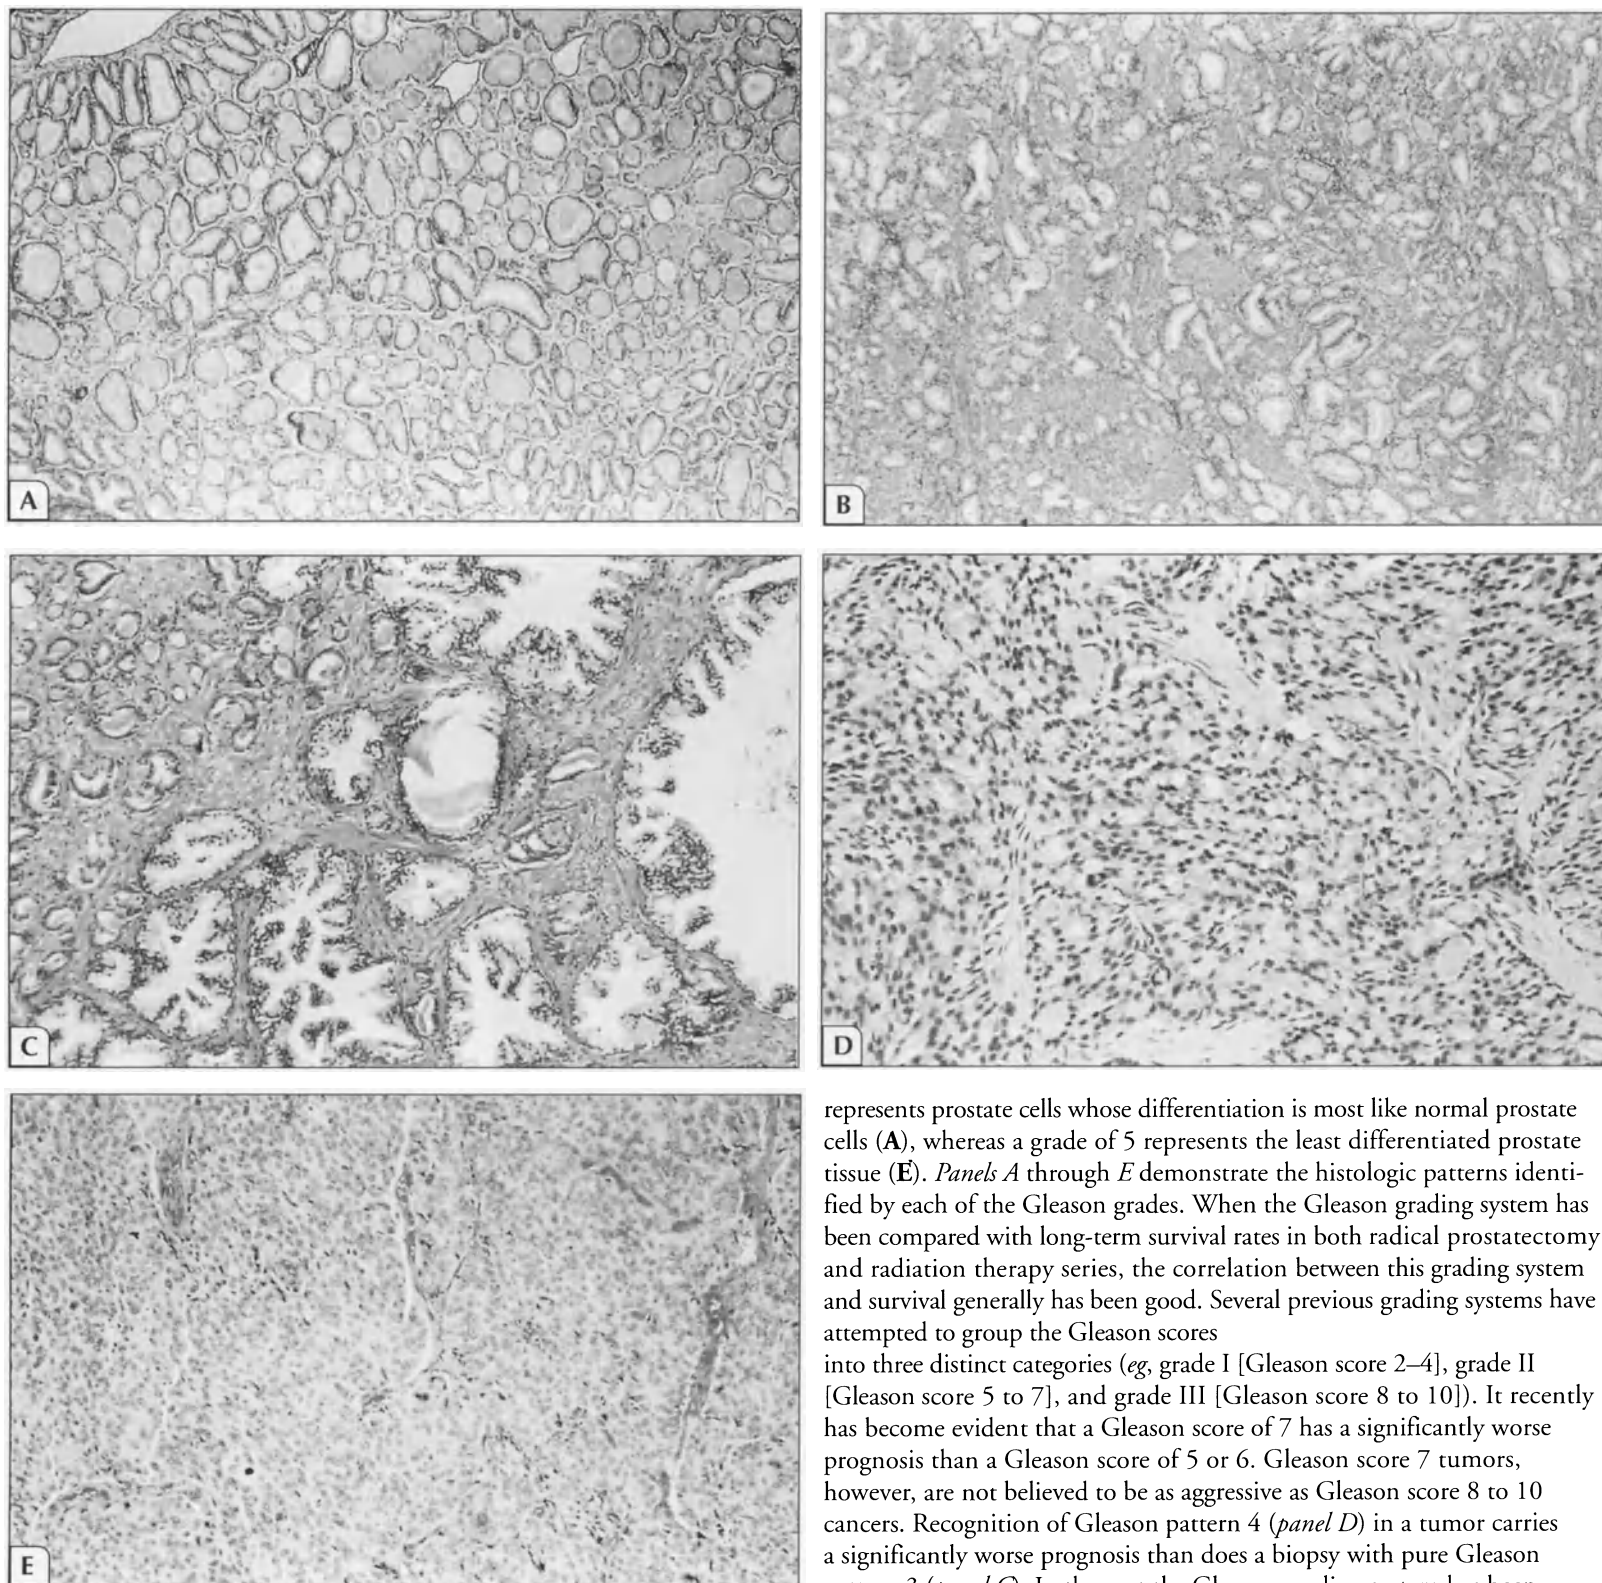 A
B
C
D
E
represents prostate cells whose differentiation is most like normal prostate
cells (A), whereas a grade of 5 represents the least differentiated prostate
tissue (E). Panels A through E demonstrate the histologic patterns identi-
fied by each of the Gleason grades. When the Gleason grading system has
been compared with long-term survival rates in both radical prostatectomy
and radiation therapy series, the correlation between this grading system
and survival generally has been good. Several previous grading systems have
attempted to group the Gleason scores
into three distinct categories (eg, grade I [Gleason score 2–4], grade II
[Gleason score 5 to 7], and grade III [Gleason score 8 to 10]). It recently
has become evident that a Gleason score of 7 has a significantly worse
prognosis than a Gleason score of 5 or 6. Gleason score 7 tumors,
however, are not believed to be as aggressive as Gleason score 8 to 10
cancers. Recognition of Gleason pattern 4 (panel D) in a tumor carries
a significantly worse prognosis than does a biopsy with pure Gleason